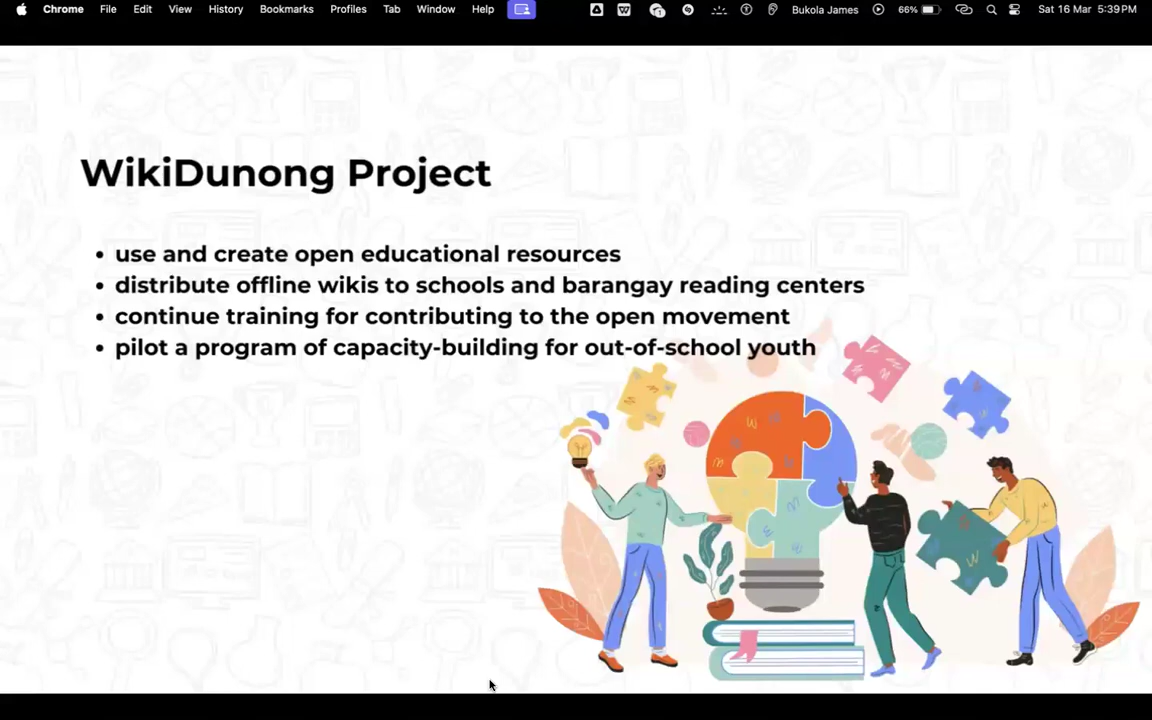 Chrome File Edit View History Bookmarks Profiles Tab Window Help Bukola James 66% Sat 16 Mar 5:39 PM
WikiDunong Project
• use and create open educational resources
• distribute offline wikis to schools and barangay reading centers
• continue training for contributing to the open movement
• pilot a program of capacity-building for out-of-school youth